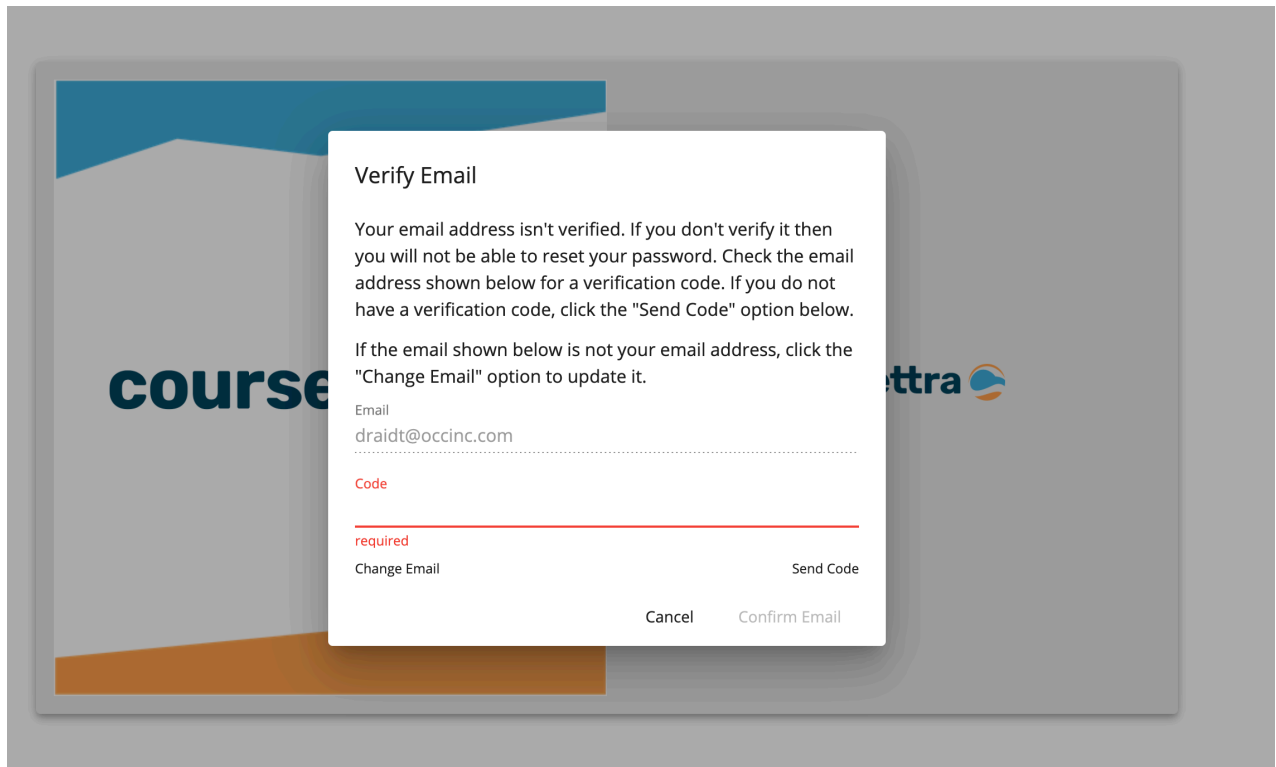 Verify Email
Your email address isn't verified. If you don't verify it then
you will not be able to reset your password. Check the email
address shown below for a verification code. If you do not
have a verification code, click the "Send Code" option below.
If the email shown below is not your email address, click the
"Change Email" option to update it.
course
ettra
Email
draidt@occinc.com
Code
required
Change Email Send Code
Cancel Confirm Email